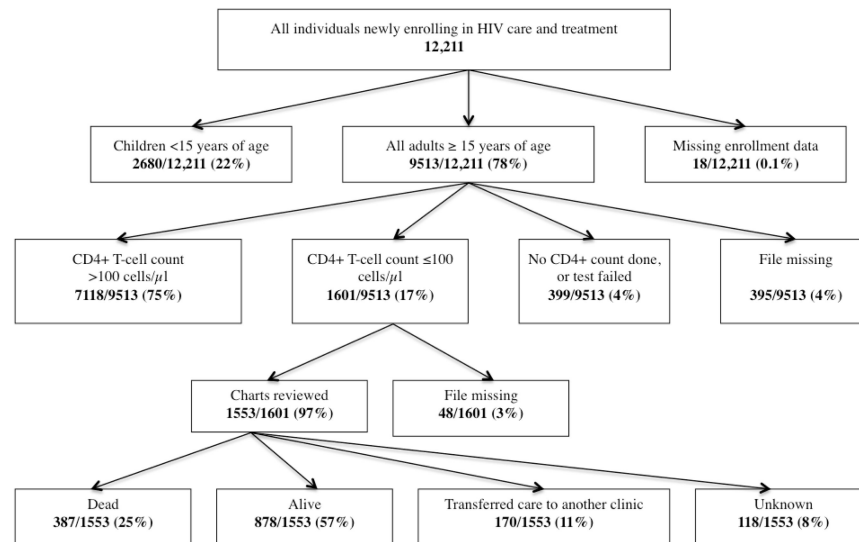 All individuals newly enrolling in HIV care and treatment
12,211
Children <15 years of age
2680/12,211 (22%)
All adults ≥ 15 years of age
9513/12,211 (78%)
Missing enrollment data
18/12,211 (0.1%)
CD4+ T-cell count
>100 cells/µl
7118/9513 (75%)
CD4+ T-cell count ≤100
cells/µl
1601/9513 (17%)
No CD4+ count done,
or test failed
399/9513 (4%)
File missing
395/9513 (4%)
Charts reviewed
1553/1601 (97%)
File missing
48/1601 (3%)
Dead
387/1553 (25%)
Alive
878/1553 (57%)
Transferred care to another clinic
170/1553 (11%)
Unknown
118/1553 (8%)